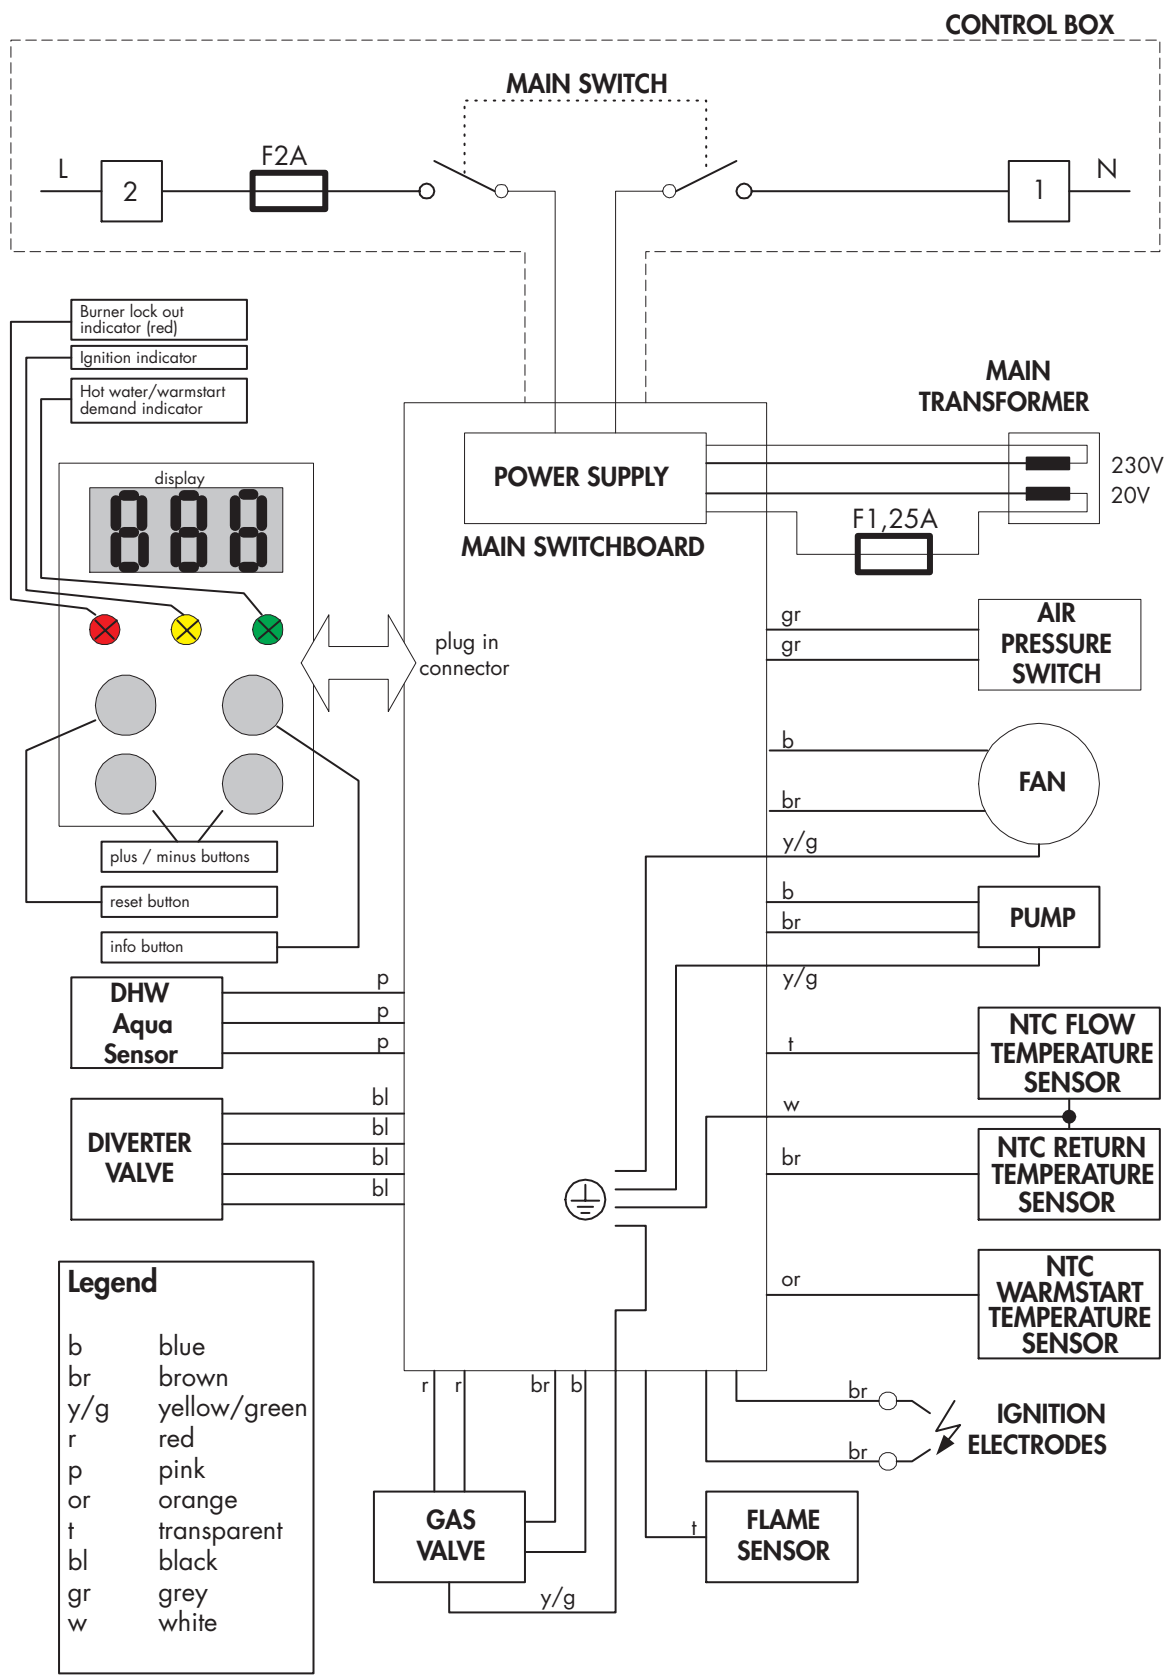 CONTROL BOX
MAIN SWITCH
L
2
F2A
1
N
Burner lock out
indicator (red)
Ignition indicator
Hot water/warmstart
demand indicator
display
plug in
connector
plus / minus buttons
reset button
info button
POWER SUPPLY
MAIN SWITCHBOARD
MAIN
TRANSFORMER
230V
20V
F1,25A
gr
gr
AIR
PRESSURE
SWITCH
b
br
y/g
FAN
b
br
y/g
PUMP
DHW
Aqua
Sensor
p
p
p
DIVERTER
VALVE
bl
bl
bl
bl
t
NTC FLOW
TEMPERATURE
SENSOR
w
br
NTC RETURN
TEMPERATURE
SENSOR
or
NTC
WARMSTART
TEMPERATURE
SENSOR
Legend
b blue
br brown
y/g yellow/green
r red
p pink
or orange
t transparent
bl black
gr grey
w white
r
r
br
b
GAS
VALVE
y/g
t
FLAME
SENSOR
br
br
IGNITION
ELECTRODES